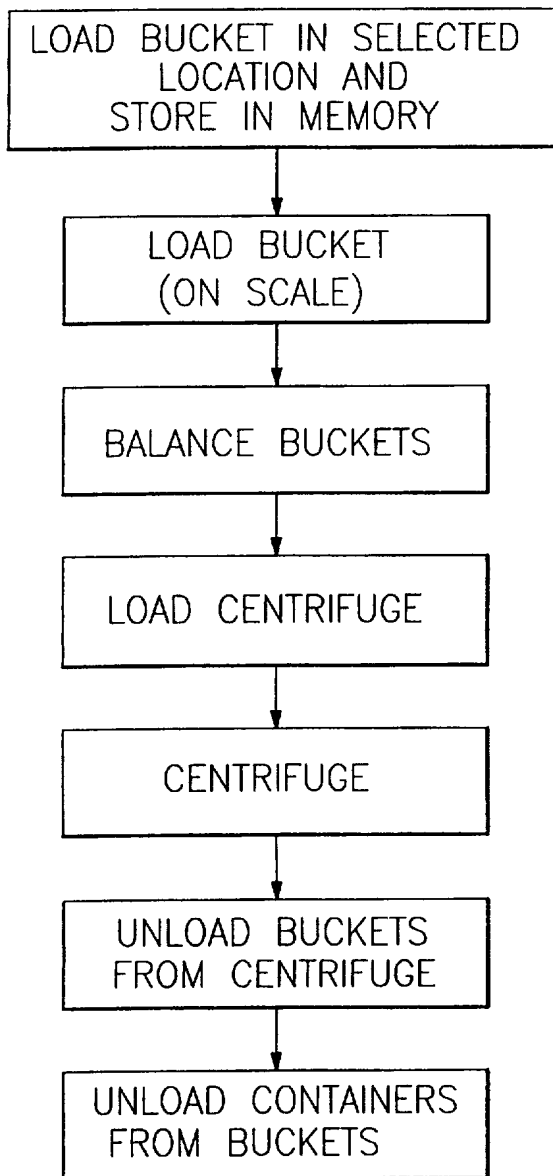 LOAD BUCKET IN SELECTED
LOCATION AND
STORE IN MEMORY
LOAD BUCKET
(ON SCALE)
BALANCE BUCKETS
LOAD CENTRIFUGE
CENTRIFUGE
UNLOAD BUCKETS
FROM CENTRIFUGE
UNLOAD CONTAINERS
FROM BUCKETS